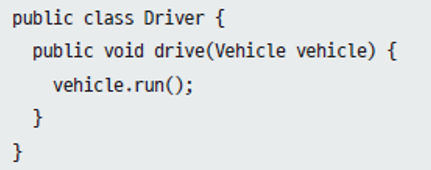 public class Driver {
  public void drive(Vehicle vehicle) {
    vehicle.run();
  }
}